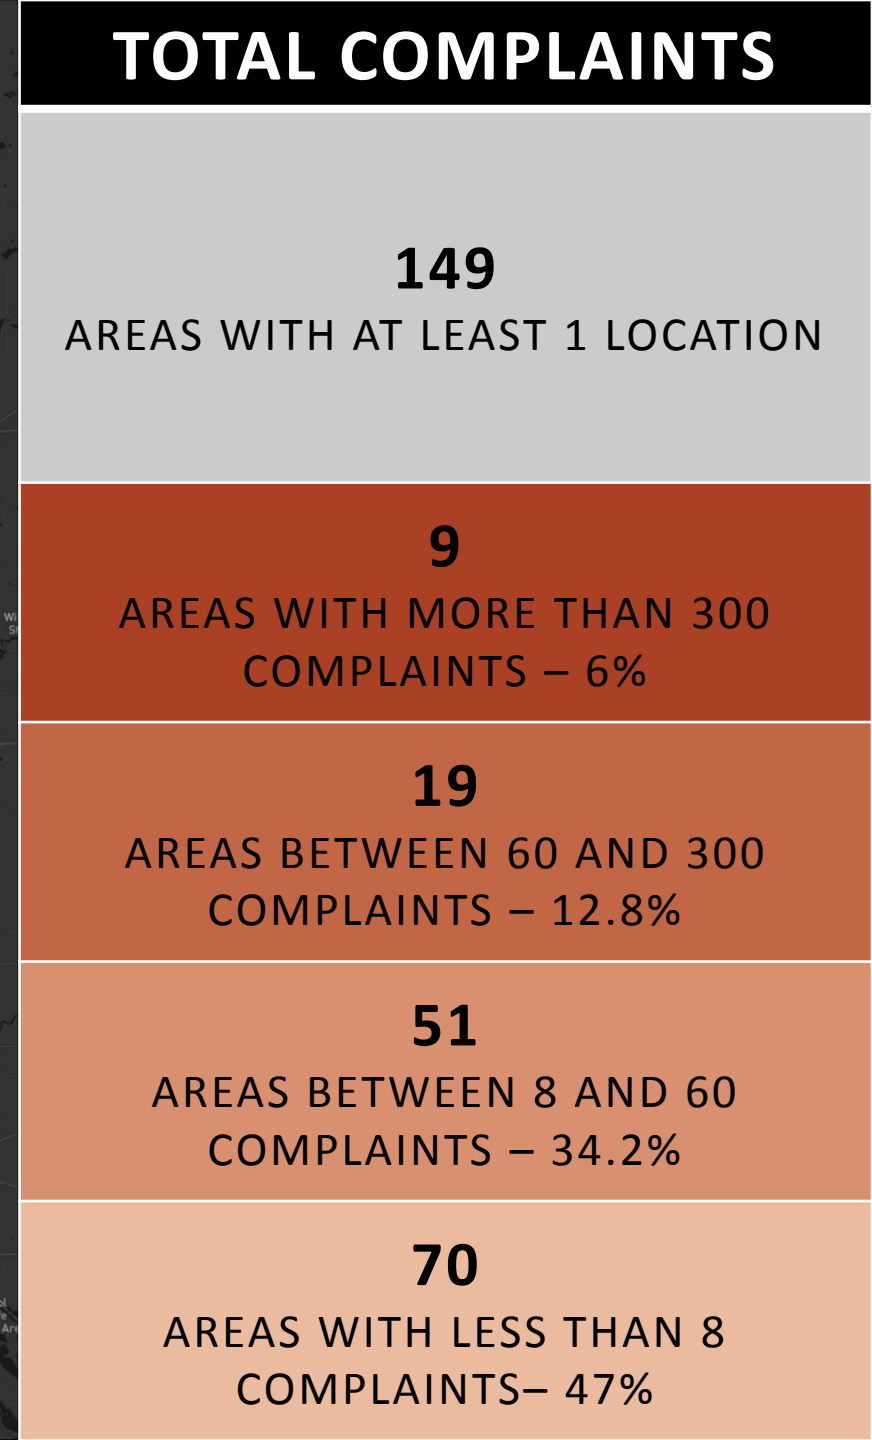 TOTAL COMPLAINTS
149
AREAS WITH AT LEAST 1 LOCATION
9
AREAS WITH MORE THAN 300
COMPLAINTS – 6%
19
AREAS BETWEEN 60 AND 300
COMPLAINTS – 12.8%
51
AREAS BETWEEN 8 AND 60
COMPLAINTS – 34.2%
70
AREAS WITH LESS THAN 8
COMPLAINTS– 47%